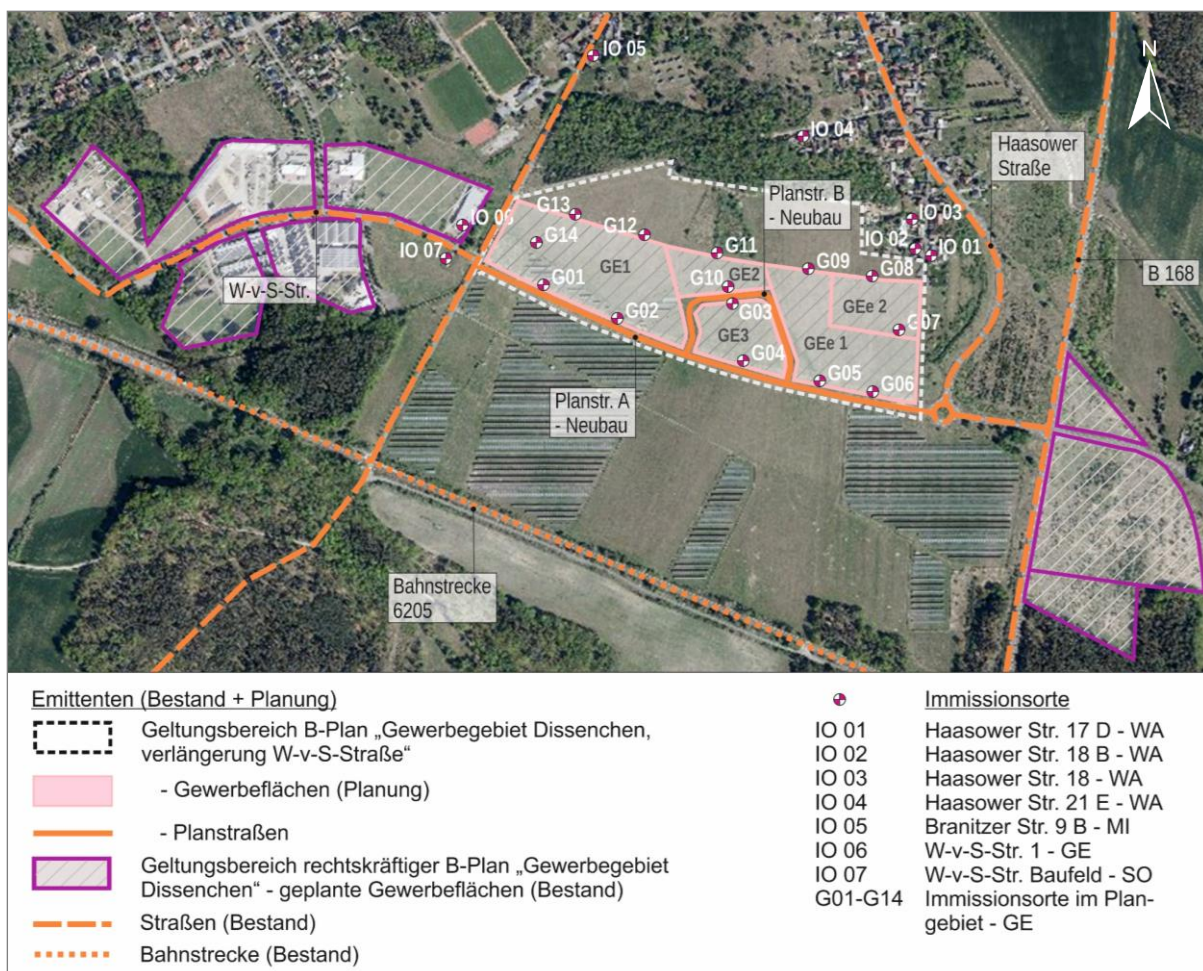 N
IO 05
IO 04
Haasower
Straße
Planstr. B
- Neubau
IO 03
IO 02
IO 01
IO 06
IO 07
G13
G12
G14
G11
G09
G08
G10
G01
G02
G03
G04
G05
G06
G07
GE1
GE2
GE3
GEe 1
GEe 2
B 168
W-v-S-Str.
Planstr. A
- Neubau
Bahnstrecke
6205
Emittenten (Bestand + Planung)
Geltungsbereich B-Plan „Gewerbegebiet Dissenchen,
verlängerung W-v-S-Straße“
- Gewerbeflächen (Planung)
- Planstraßen
Geltungsbereich rechtskräftiger B-Plan „Gewerbegebiet
Dissenchen“ - geplante Gewerbeflächen (Bestand)
Straßen (Bestand)
Bahnstrecke (Bestand)
Immissionsorte
IO 01 Haasower Str. 17 D - WA
IO 02 Haasower Str. 18 B - WA
IO 03 Haasower Str. 18 - WA
IO 04 Haasower Str. 21 E - WA
IO 05 Branitzer Str. 9 B - MI
IO 06 W-v-S-Str. 1 - GE
IO 07 W-v-S-Str. Baufeld - SO
G01-G14 Immissionsorte im Plan-
gebiet - GE